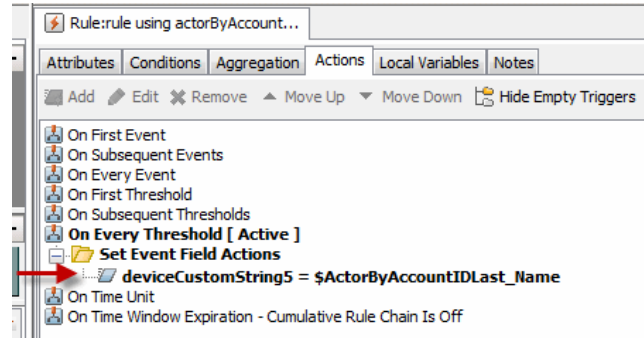 Rule:rule using actorByAccount...
Attributes Conditions Aggregation Actions Local Variables Notes
Add Edit Remove Move Up Move Down Hide Empty Triggers
On First Event
On Subsequent Events
On Every Event
On First Threshold
On Subsequent Thresholds
On Every Threshold [ Active ]
Set Event Field Actions
deviceCustomString5 = $ActorByAccountIDLast_Name
On Time Unit
On Time Window Expiration - Cumulative Rule Chain Is Off